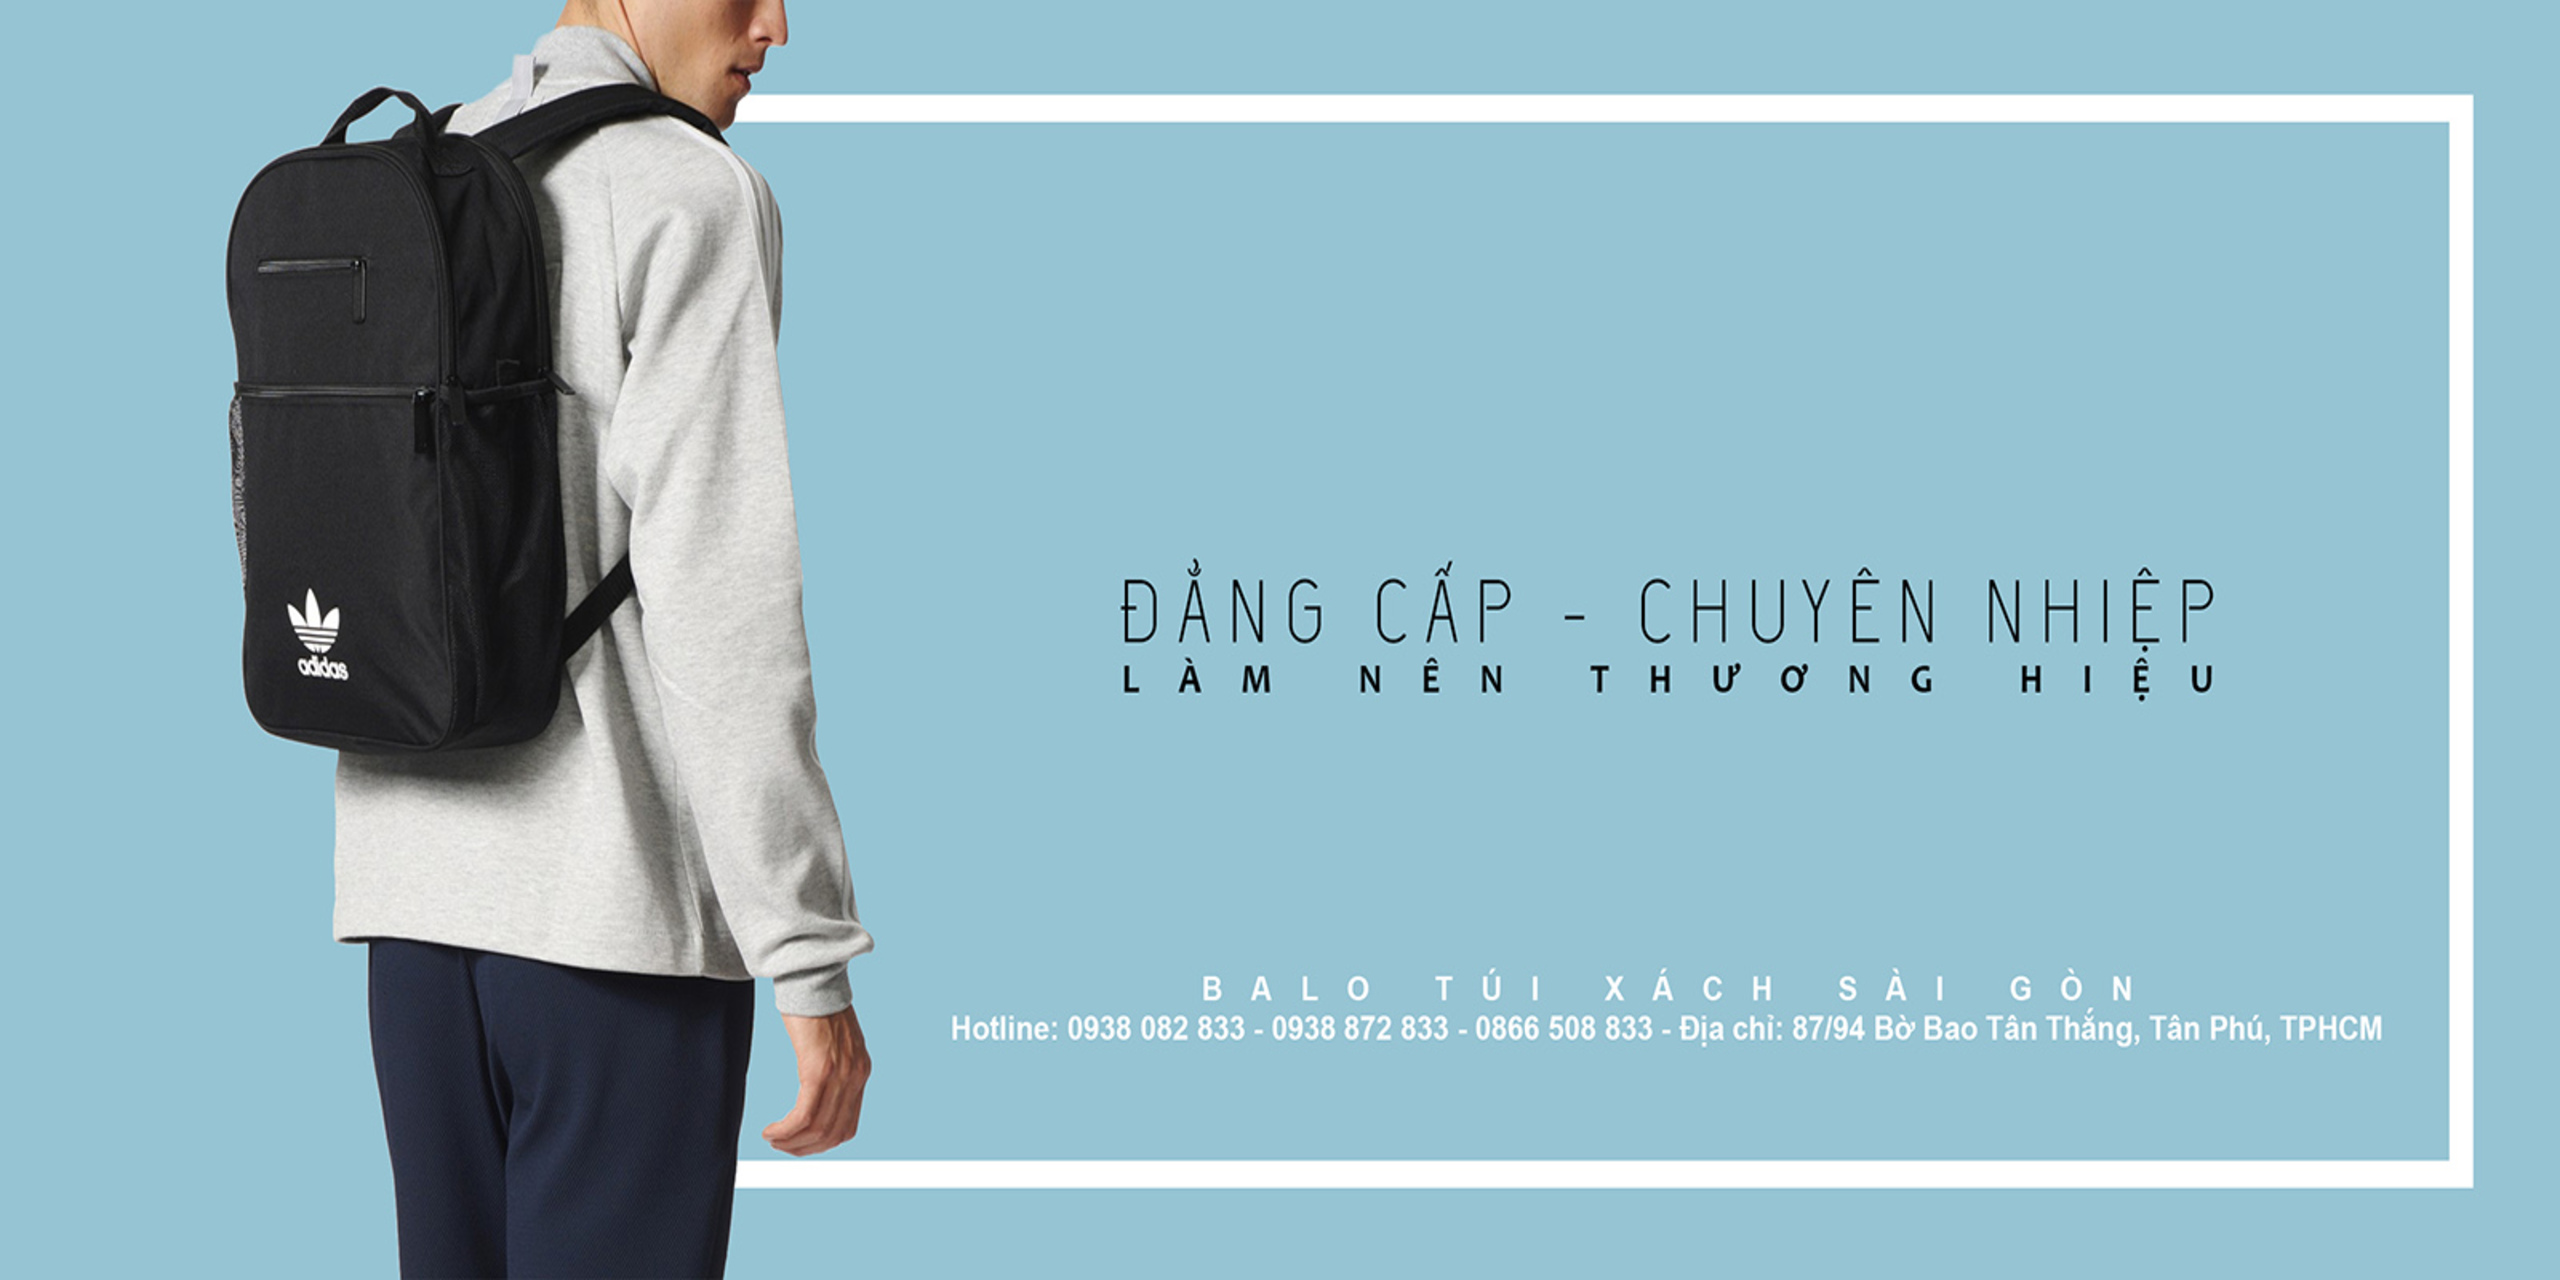 adidas
ĐẲNG CẤP - CHUYÊN NHIỆP
LÀM NÊN THƯƠNG HIỆU
BALO TÚI XÁCH SÀI GÒN
Hotline: 0938 082 833 - 0938 872 833 - 0866 508 833 - Địa chỉ: 87/94 Bờ Bao Tân Thắng, Tân Phú, TPHCM